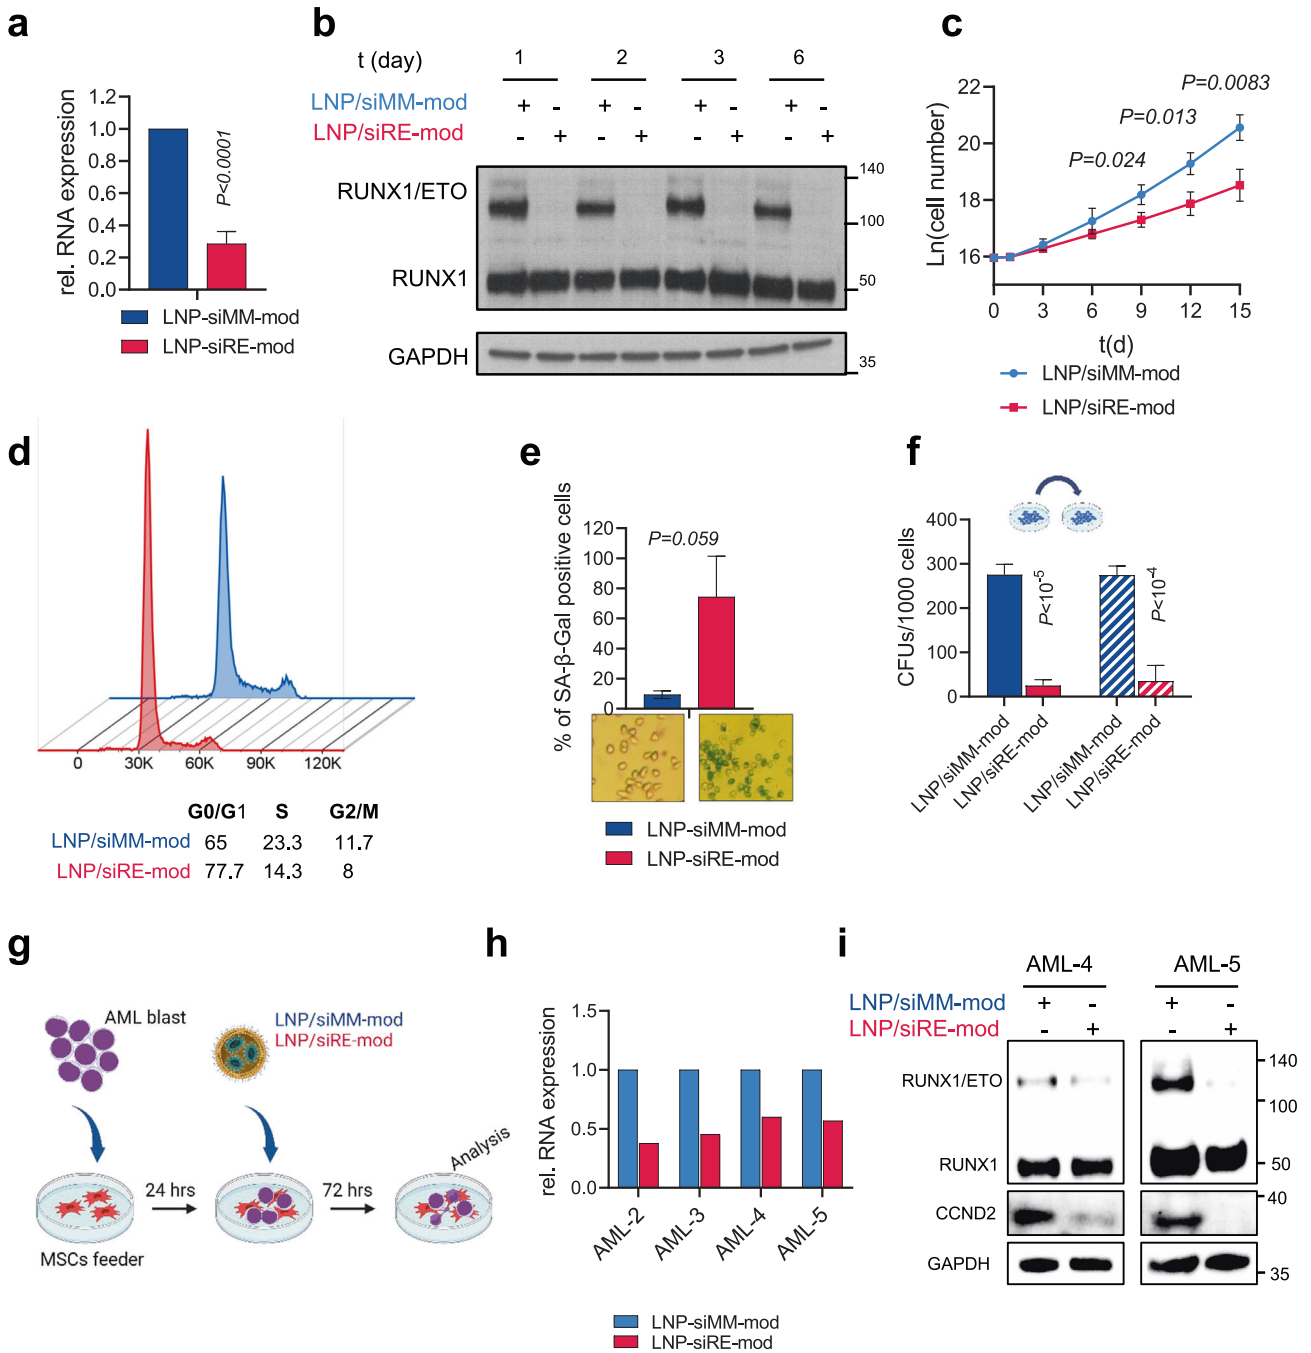 a
rel. RNA expression
1.2
1.0
0.8
0.6
0.4
0.2
0.0
P<0.0001
LNP-siMM-mod
LNP-siRE-mod
b
t (day) 1 2 3 6
LNP/siMM-mod + - + - + - + -
LNP/siRE-mod - + - + - + - +
RUNX1/ETO
RUNX1
GAPDH
140
100
50
35
c
Ln(cell number)
22
20
18
16
P=0.0083
P=0.013
P=0.024
0 3 6 9 12 15
t(d)
LNP/siMM-mod
LNP/siRE-mod
d
0 30K 60K 90K 120K
G0/G1 S G2/M
LNP/siMM-mod 65 23.3 11.7
LNP/siRE-mod 77.7 14.3 8
e
% of SA-β-Gal positive cells
120
100
80
60
40
20
0
P=0.059
LNP-siMM-mod
LNP-siRE-mod
f
CFUs/1000 cells
400
300
200
100
0
P<10-5
P<10-4
LNP/siMM-mod
LNP/siRE-mod
LNP/siMM-mod
LNP/siRE-mod
g
AML blast
LNP/siMM-mod
LNP/siRE-mod
24 hrs
72 hrs
Analysis
MSCs feeder
h
rel. RNA expression
1.5
1.0
0.5
0.0
AML-2
AML-3
AML-4
AML-5
LNP-siMM-mod
LNP-siRE-mod
i
AML-4 AML-5
LNP/siMM-mod + - + -
LNP/siRE-mod - + - +
RUNX1/ETO
RUNX1
CCND2
GAPDH
140
100
50
40
35